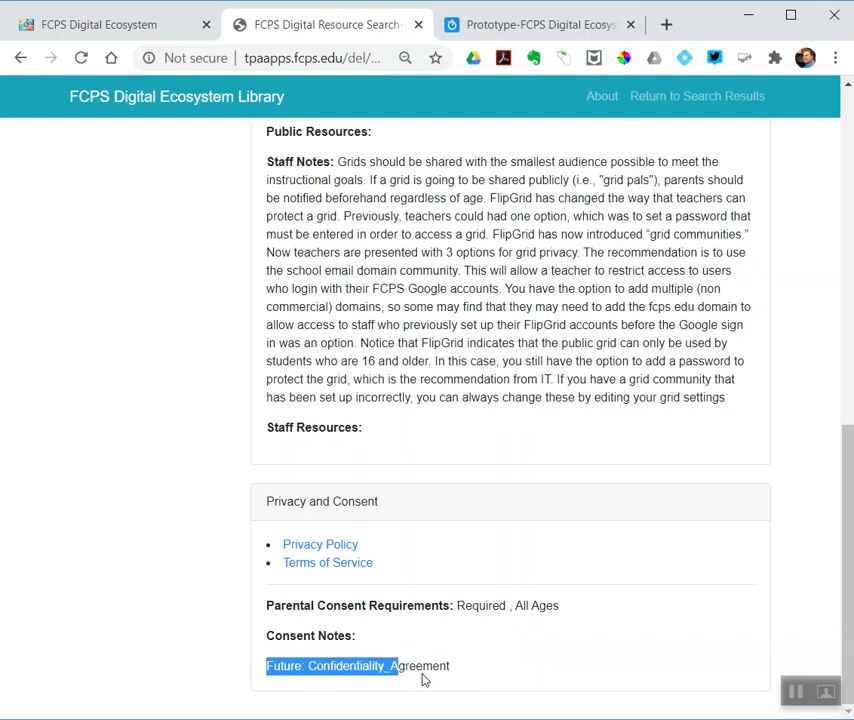 FCPS Digital Ecosystem
FCPS Digital Resource Search-
Prototype-FCPS Digital Ecosys
Not secure
tpaapps.fcps.edu/del/...
FCPS Digital Ecosystem Library
About
Return to Search Results
Public Resources:
Staff Notes: Grids should be shared with the smallest audience possible to meet the
instructional goals. If a grid is going to be shared publicly (i.e., "grid pals"), parents should
be notified beforehand regardless of age. FlipGrid has changed the way that teachers can
protect a grid. Previously, teachers could had one option, which was to set a password that
must be entered in order to access a grid. FlipGrid has now introduced “grid communities.”
Now teachers are presented with 3 options for grid privacy. The recommendation is to use
the school email domain community. This will allow a teacher to restrict access to users
who login with their FCPS Google accounts. You have the option to add multiple (non
commercial) domains, so some may find that they may need to add the fcps.edu domain to
allow access to staff who previously set up their FlipGrid accounts before the Google sign
in was an option. Notice that FlipGrid indicates that the public grid can only be used by
students who are 16 and older. In this case, you still have the option to add a password to
protect the grid, which is the recommendation from IT. If you have a grid community that
has been set up incorrectly, you can always change these by editing your grid settings
Staff Resources:
Privacy and Consent
Privacy Policy
Terms of Service
Parental Consent Requirements: Required , All Ages
Consent Notes:
Future: Confidentiality_Agreement